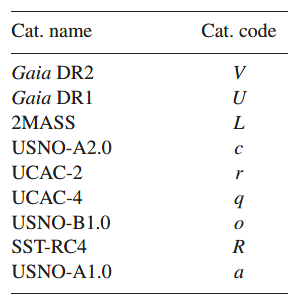 Cat. name Cat. code
Gaia DR2 V
Gaia DR1 U
2MASS L
USNO-A2.0 c
UCAC-2 r
UCAC-4 q
USNO-B1.0 o
SST-RC4 R
USNO-A1.0 a